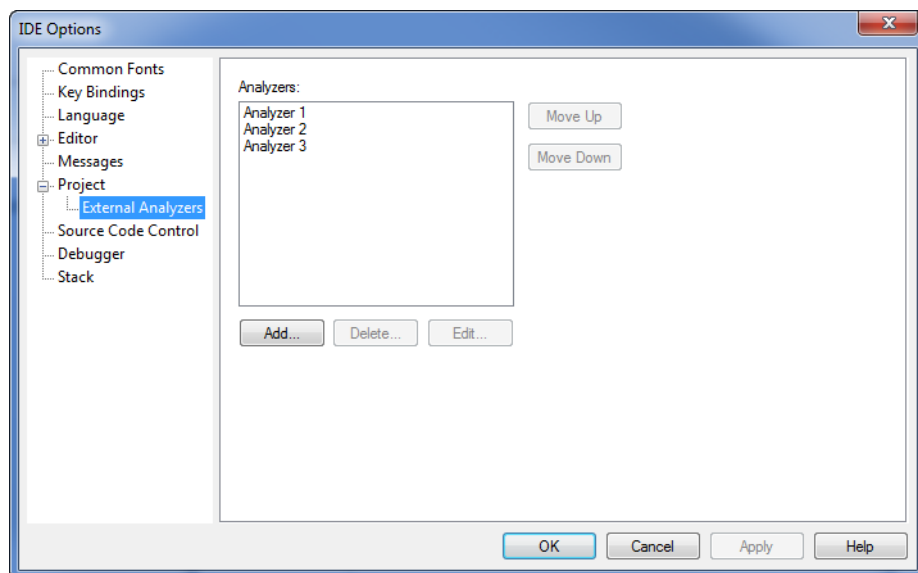 IDE Options
Common Fonts
Key Bindings
Language
Editor
Messages
Project
External Analyzers
Source Code Control
Debugger
Stack
Analyzers:
Analyzer 1
Analyzer 2
Analyzer 3
Move Up
Move Down
Add... Delete... Edit...
OK Cancel Apply Help